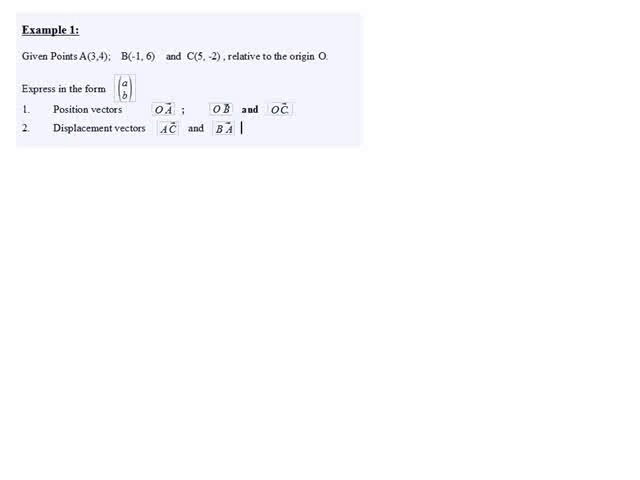 Example 1:
Given Points A(3,4); B(-1, 6) and C(5, -2) , relative to the origin O.
Express in the form (a b)
1. Position vectors OA⃗ ; OB⃗ and OC⃗.
2. Displacement vectors AC⃗ and BA⃗